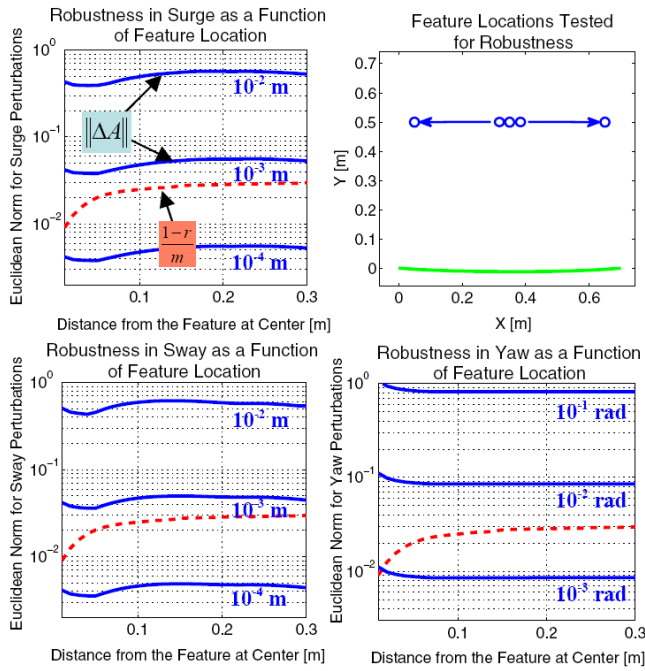 Robustness in Surge as a Function
of Feature Location
Euclidean Norm for Surge Perturbations
10^0
10^-1
10^-2
10^-2 m
‖ΔA‖
10^-3 m
1-r
m
10^-4 m
0.1 0.2 0.3
Distance from the Feature at Center [m]
Feature Locations Tested
for Robustness
Y [m]
0.7
0.6
0.5
0.4
0.3
0.2
0.1
0
0 0.2 0.4 0.6
X [m]
Robustness in Sway as a Function
of Feature Location
Euclidean Norm for Sway Perturbations
10^0
10^-1
10^-2
10^-2 m
10^-3 m
10^-4 m
0.1 0.2 0.3
Distance from the Feature at Center [m]
Robustness in Yaw as a Function
of Feature Location
Euclidean Norm for Yaw Perturbations
10^0
10^-1
10^-2
10^-1 rad
10^-2 rad
10^-3 rad
0.1 0.2 0.3
Distance from the Feature at Center [m]